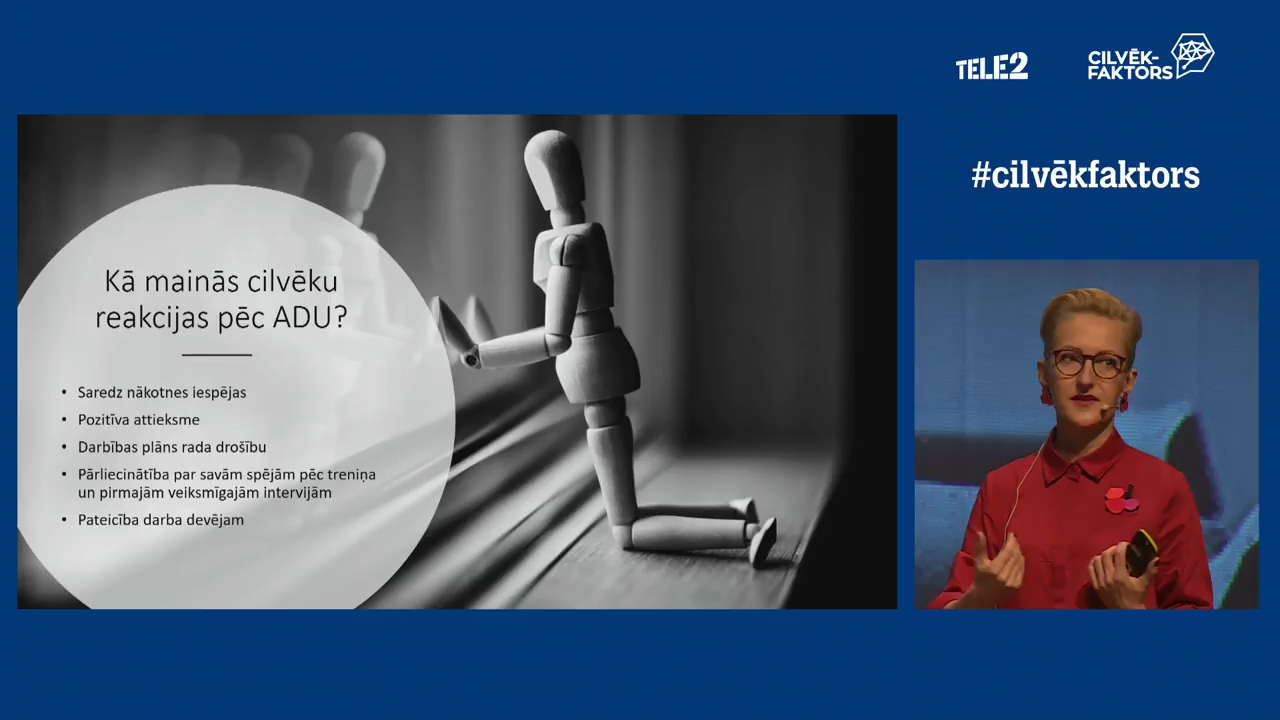 TELE2
CILVĒK-
FAKTORS
#cilvēkfaktors
Kā mainās cilvēku
reakcijas pēc ADU?
• Saredz nākotnes iespējas
• Pozitīva attieksme
• Darbības plāns rada drošību
• Pārliecinātība par savām spējām pēc treniņa
un pirmajām veiksmīgajām intervijām
• Pateicība darba devējam